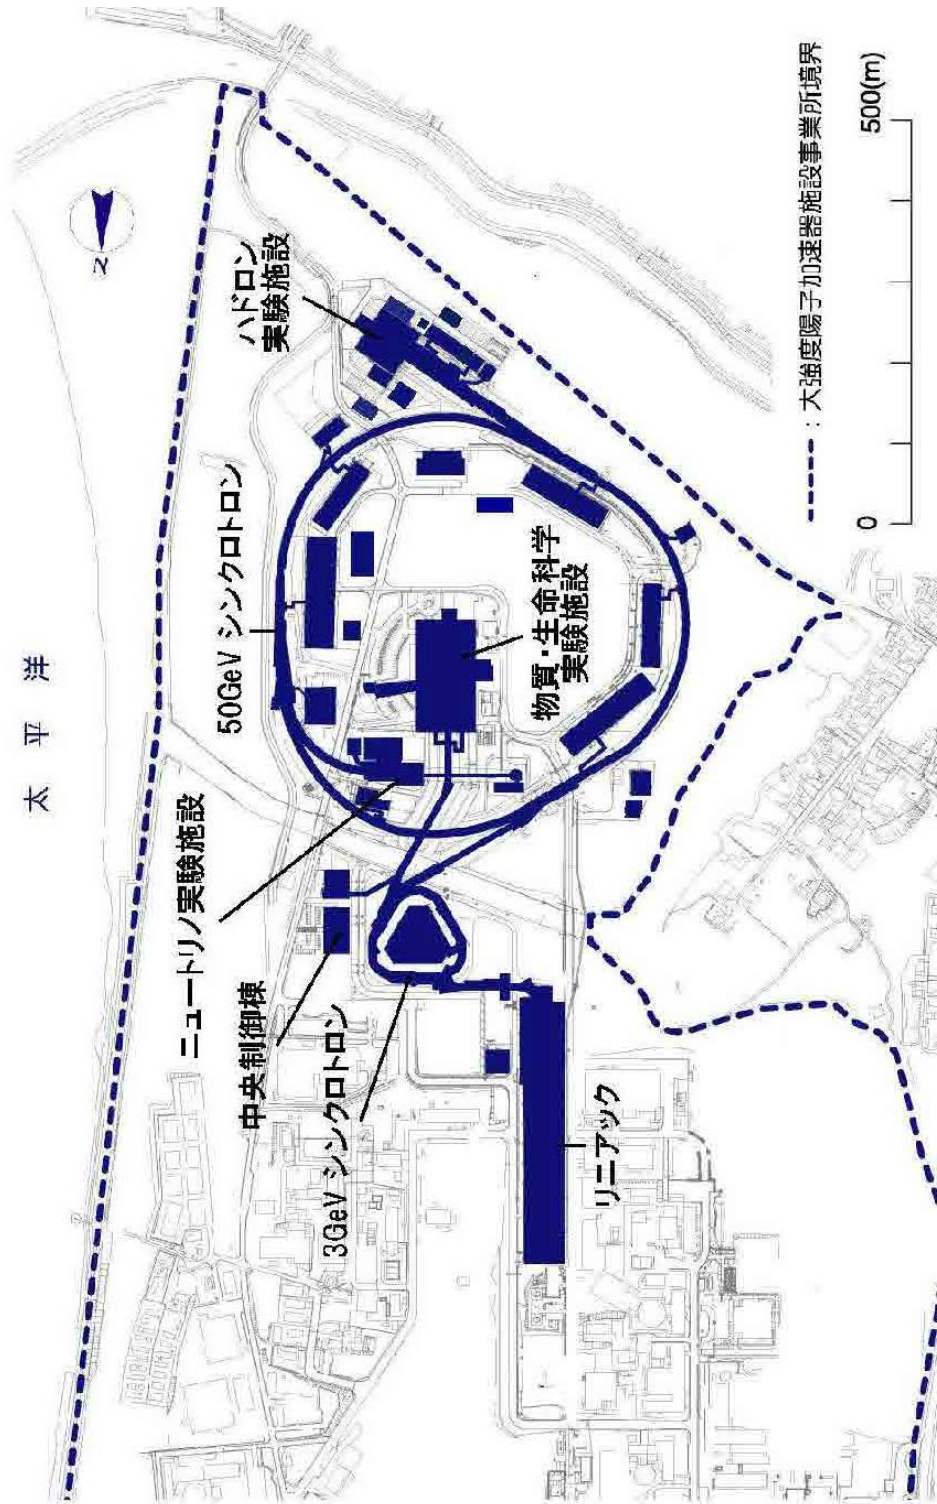 太平洋
N
ハドロン
実験施設
50GeV シンクロトロン
物質・生命科学
実験施設
ニュートリノ実験施設
中央制御棟
3GeV シンクロトロン
リニアック
：大強度陽子加速器施設事業所境界
0
500(m)